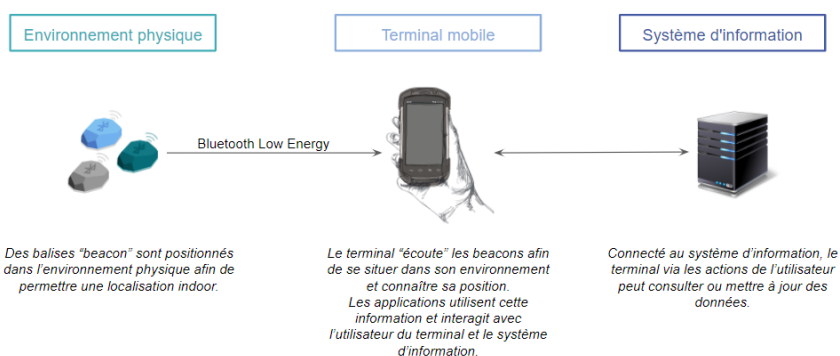 Environnement physique
Terminal mobile
Système d'information
Bluetooth Low Energy
Des balises “beacon” sont positionnés
dans l’environnement physique afin de
permettre une localisation indoor.
Le terminal “écoute” les beacons afin
de se situer dans son environnement
et connaître sa position.
Les applications utilisent cette
information et interagit avec
l’utilisateur du terminal et le système
d’information.
Connecté au système d’information, le
terminal via les actions de l’utilisateur
peut consulter ou mettre à jour des
données.